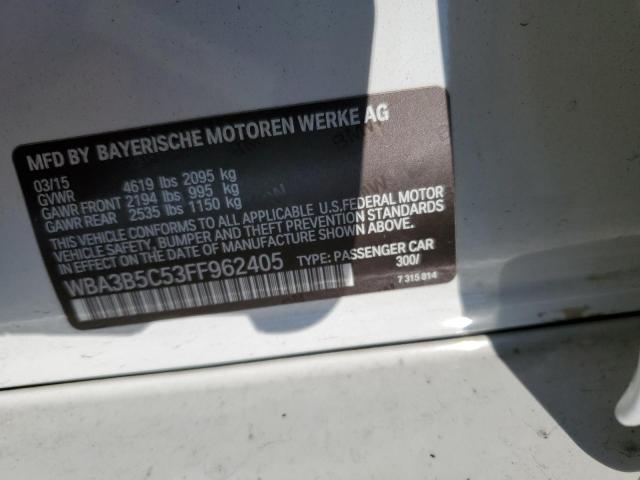 MFD BY BAYERISCHE MOTOREN WERKE AG
03/15
GVWR 4619 lbs 2095 kg
GAWR FRONT 2194 lbs 995 kg
GAWR REAR 2535 lbs 1150 kg
THIS VEHICLE CONFORMS TO ALL APPLICABLE U.S.FEDERAL MOTOR
VEHICLE SAFETY, BUMPER AND THEFT PREVENTION STANDARDS
IN EFFECT ON THE DATE OF MANUFACTURE SHOWN ABOVE.
WBA3B5C53FF962405 TYPE: PASSENGER CAR
300/
7 315 814